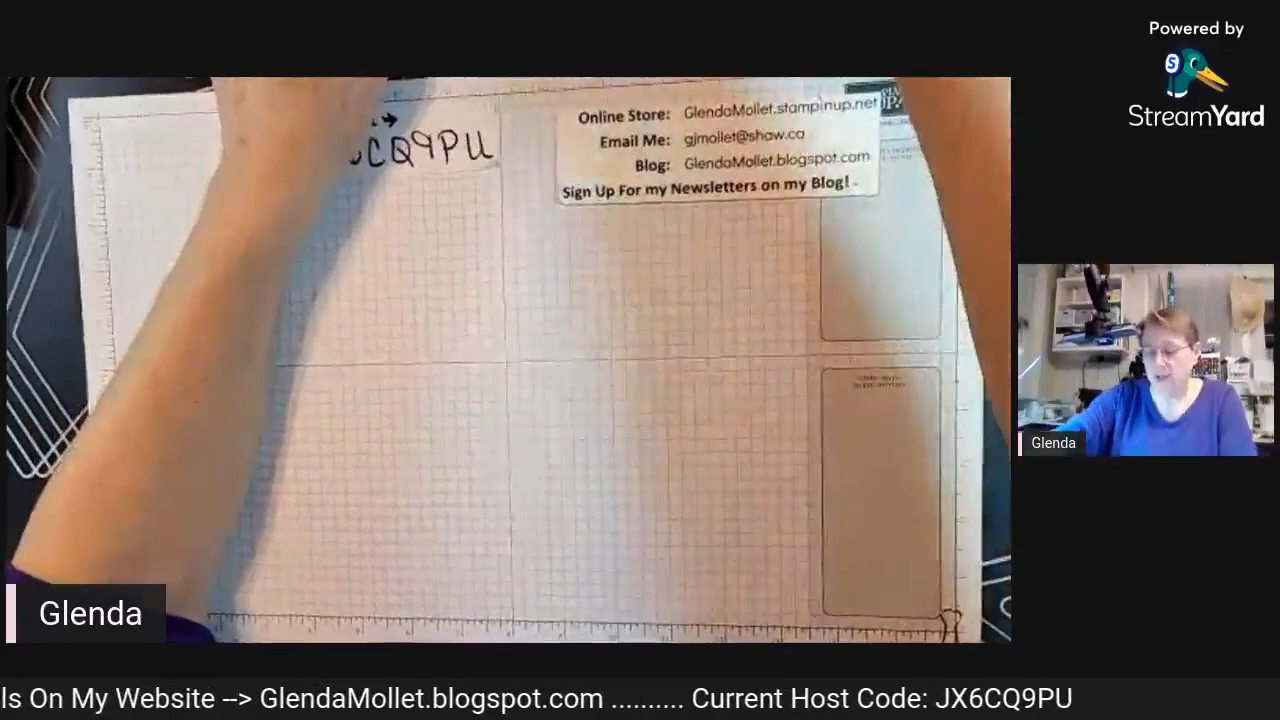 Powered by
StreamYard
CQ9PU
Online Store: GlendaMollet.stampinup.net
Email Me: gjmollet@shaw.ca
Blog: GlendaMollet.blogspot.com
Sign Up For my Newsletters on my Blog!
Glenda
Glenda
ls On My Website --> GlendaMollet.blogspot.com .......... Current Host Code: JX6CQ9PU